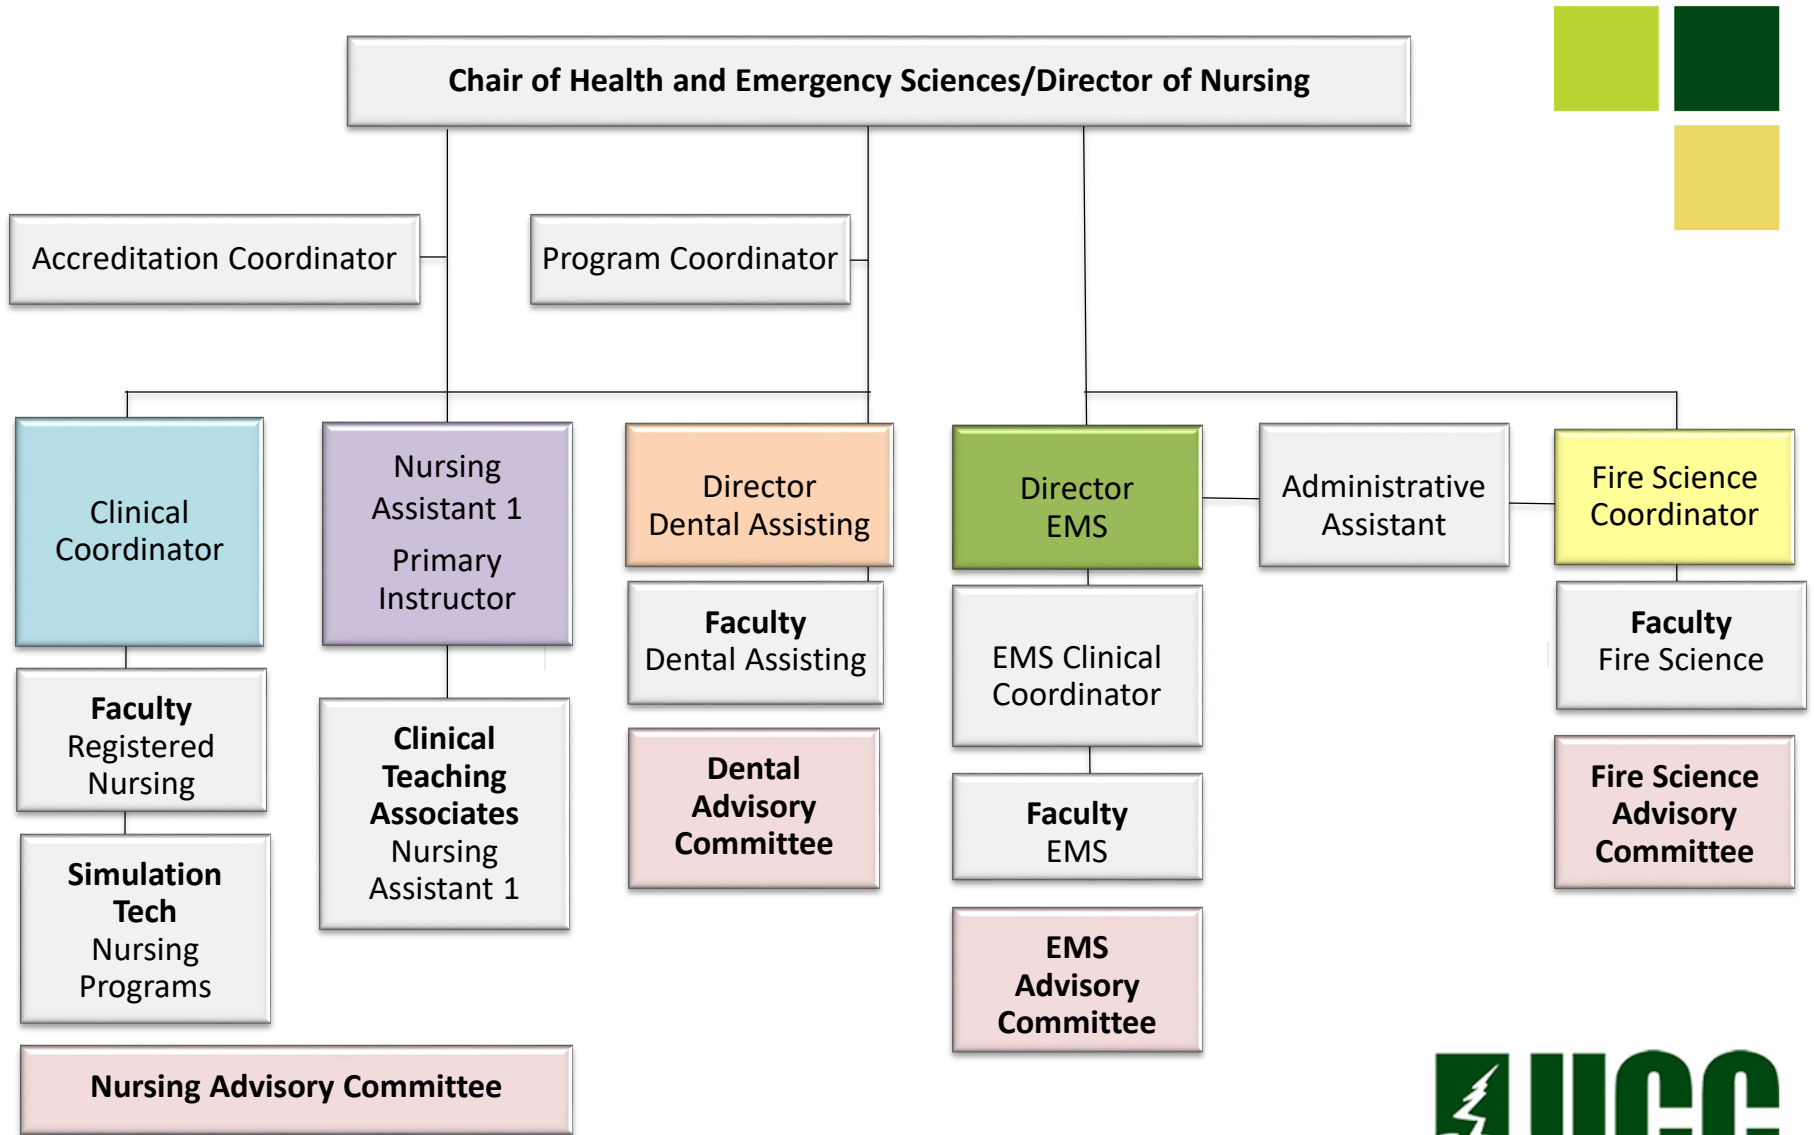 Chair of Health and Emergency Sciences/Director of Nursing
Accreditation Coordinator
Program Coordinator
Clinical
Coordinator
Nursing
Assistant 1
Primary
Instructor
Director
Dental Assisting
Director
EMS
Administrative
Assistant
Fire Science
Coordinator
Faculty
Registered
Nursing
Clinical
Teaching
Associates
Nursing
Assistant 1
Faculty
Dental Assisting
EMS Clinical
Coordinator
Faculty
Fire Science
Simulation
Tech
Nursing
Programs
Dental
Advisory
Committee
Faculty
EMS
Fire Science
Advisory
Committee
EMS
Advisory
Committee
Nursing Advisory Committee
UCC